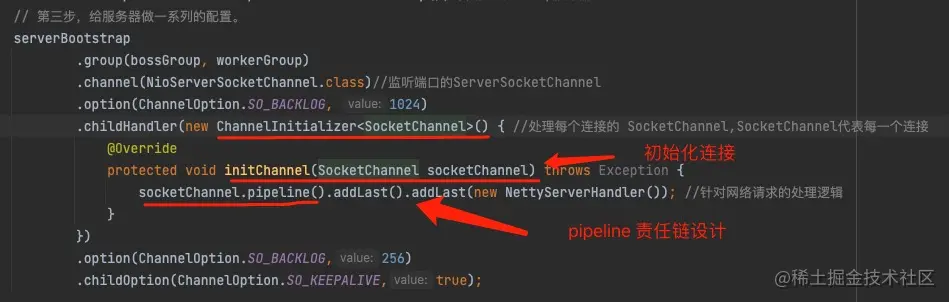 // 第三步，给服务器做一系列的配置。
serverBootstrap
.group(bossGroup, workerGroup)
.channel(NioServerSocketChannel.class)//监听端口的ServerSocketChannel
.option(ChannelOption.SO_BACKLOG, value: 1024)
.childHandler(new ChannelInitializer<SocketChannel>() { //处理每个连接的 SocketChannel,SocketChannel代表每一个连接
@Override
初始化连接
protected void initChannel(SocketChannel socketChannel) throws Exception {
socketChannel.pipeline().addLast().addLast(new NettyServerHandler()); //针对网络请求的处理逻辑
}
pipeline 责任链设计
})
.option(ChannelOption.SO_BACKLOG, value: 256)
.childOption(ChannelOption.SO_KEEPALIVE, value: true);
@稀土掘金技术社区